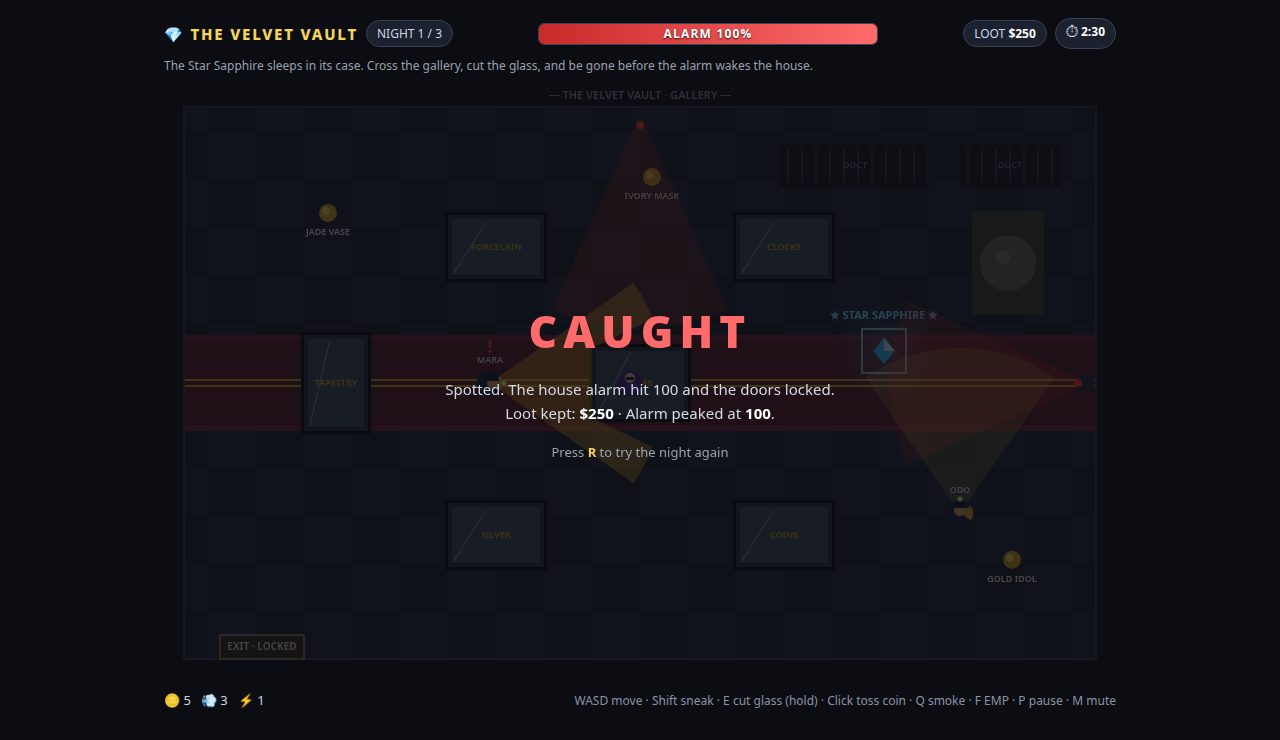 💎 THE VELVET VAULT NIGHT 1 / 3 ALARM 100% LOOT $250 ⏱ 2:30
The Star Sapphire sleeps in its case. Cross the gallery, cut the glass, and be gone before the alarm wakes the house.
— THE VELVET VAULT · GALLERY —
DUCT DUCT
IVORY MASK
JADE VASE
PORCELAIN CLOCKS
★ STAR SAPPHIRE ★
CAUGHT
!
MARA
TAPESTRY
Spotted. The house alarm hit 100 and the doors locked.
Loot kept: $250 · Alarm peaked at 100.
Press R to try the night again
ODO
SILVER COINS
GOLD IDOL
EXIT · LOCKED
🪙 5 💨 3 ⚡ 1 WASD move · Shift sneak · E cut glass (hold) · Click toss coin · Q smoke · F EMP · P pause · M mute